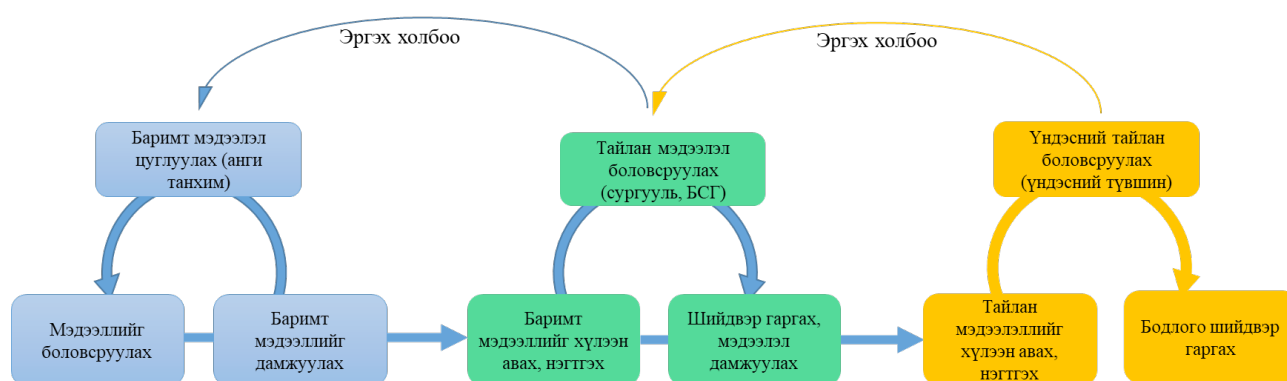 Эргэх холбоо
Эргэх холбоо
Баримт мэдээлэл
цуглуулах (анги
танхим)
Тайлан мэдээлэл
боловсруулах
(сургууль, БСГ)
Үндэсний тайлан
боловсруулах
(үндэсний түвшин)
Мэдээллийг
боловсруулах
Баримт
мэдээллийг
дамжуулах
Баримт
мэдээллийг хүлээн
авах, нэгтгэх
Шийдвэр гаргах,
мэдээлэл
дамжуулах
Тайлан
мэдээлэллийг
хүлээн авах,
нэгтгэх
Бодлого шийдвэр
гаргах